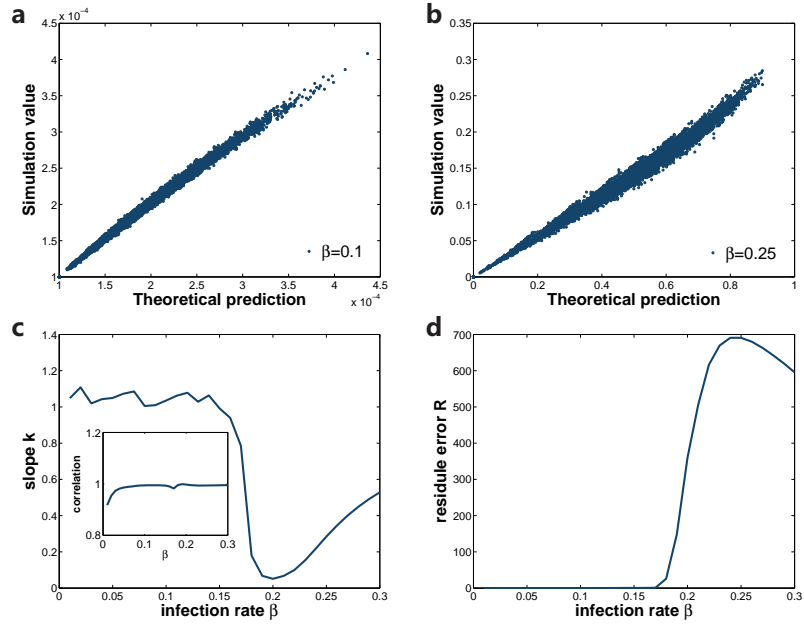 a
x 10⁻⁴
4.5
4
3.5
3
2.5
2
1.5
1
1 1.5 2 2.5 3 3.5 4 4.5
x 10⁻⁴
Simulation value
Theoretical prediction
β=0.1
b
0.35
0.3
0.25
0.2
0.15
0.1
0.05
0
0 0.2 0.4 0.6 0.8 1
Simulation value
Theoretical prediction
β=0.25
c
1.4
1.2
1
0.8
0.6
0.4
0.2
0
0 0.05 0.1 0.15 0.2 0.25 0.3
slope k
infection rate β
1.2
1
0.8
0 0.1 0.2 0.3
correlation
β
d
700
600
500
400
300
200
100
0
0 0.05 0.1 0.15 0.2 0.25 0.3
residule error R
infection rate β